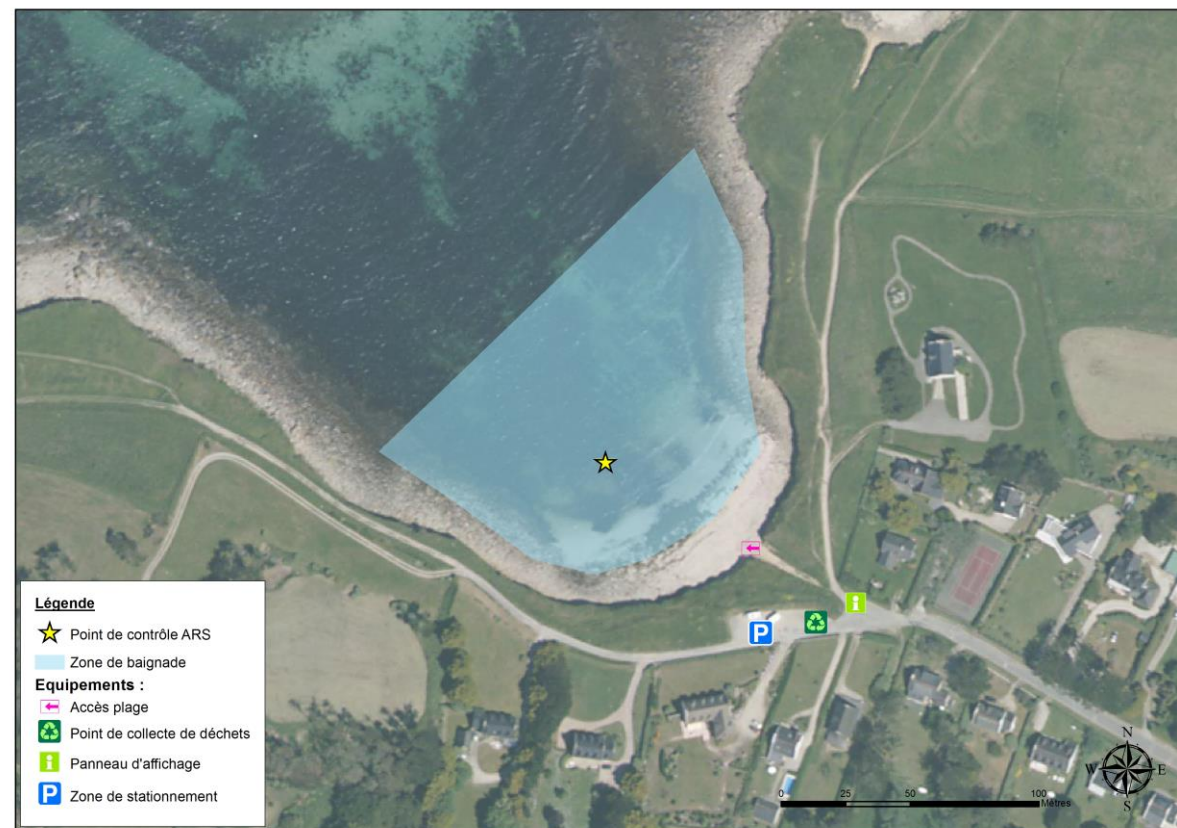 Légende
Point de contrôle ARS
Zone de baignade
Equipements :
Accès plage
Point de collecte de déchets
i
Panneau d'affichage
P
Zone de stationnement
P
i
N
W E
S
0 25 50 100
Mètres